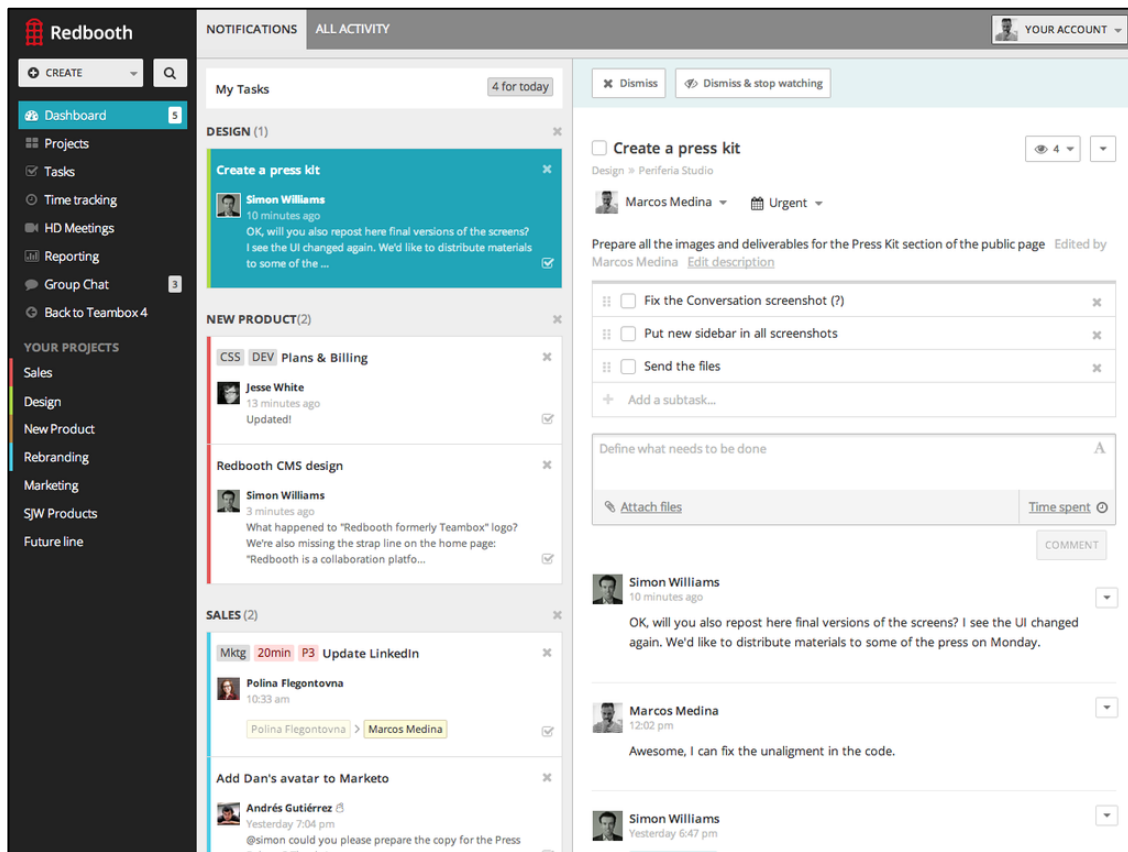 Redbooth
CREATE
Dashboard 5
Projects
Tasks
Time tracking
HD Meetings
Reporting
Group Chat 3
Back to Teambox 4
YOUR PROJECTS
Sales
Design
New Product
Rebranding
Marketing
SJW Products
Future line
NOTIFICATIONS ALL ACTIVITY
YOUR ACCOUNT
My Tasks 4 for today
DESIGN (1)
Create a press kit
Simon Williams
10 minutes ago
OK, will you also repost here final versions of the screens?
I see the UI changed again. We'd like to distribute materials
to some of the ...
NEW PRODUCT(2)
CSS DEV Plans & Billing
Jesse White
13 minutes ago
Updated!
Redbooth CMS design
Simon Williams
3 minutes ago
What happened to "Redbooth formerly Teambox" logo?
We're also missing the strap line on the home page:
"Redbooth is a collaboration platfo...
SALES (2)
Mktg 20min P3 Update LinkedIn
Polina Flegontovna
10:33 am
Polina Flegontovna > Marcos Medina
Add Dan's avatar to Marketo
Andrés Gutiérrez
Yesterday 7:04 pm
@simon could you please prepare the copy for the Press
Dismiss Dismiss & stop watching
Create a press kit 4
Design » Periferia Studio
Marcos Medina Urgent
Prepare all the images and deliverables for the Press Kit section of the public page Edited by
Marcos Medina Edit description
Fix the Conversation screenshot (?)
Put new sidebar in all screenshots
Send the files
Add a subtask...
Define what needs to be done A
Attach files Time spent
COMMENT
Simon Williams
10 minutes ago
OK, will you also repost here final versions of the screens? I see the UI changed
again. We'd like to distribute materials to some of the press on Monday.
Marcos Medina
12:02 pm
Awesome, I can fix the unaligment in the code.
Simon Williams
Yesterday 6:47 pm